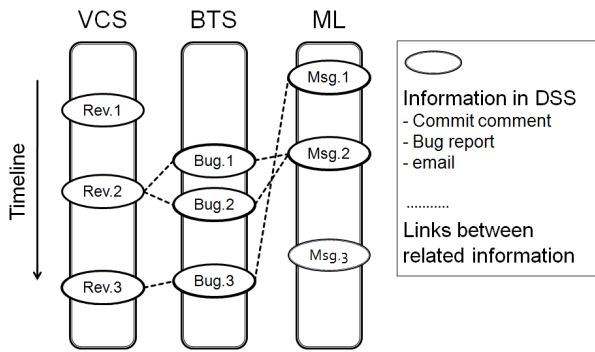 VCS
BTS
ML
Timeline
Rev.1
Rev.2
Rev.3
Bug.1
Bug.2
Bug.3
Msg.1
Msg.2
Msg.3
Information in DSS
- Commit comment
- Bug report
- email
Links between
related information